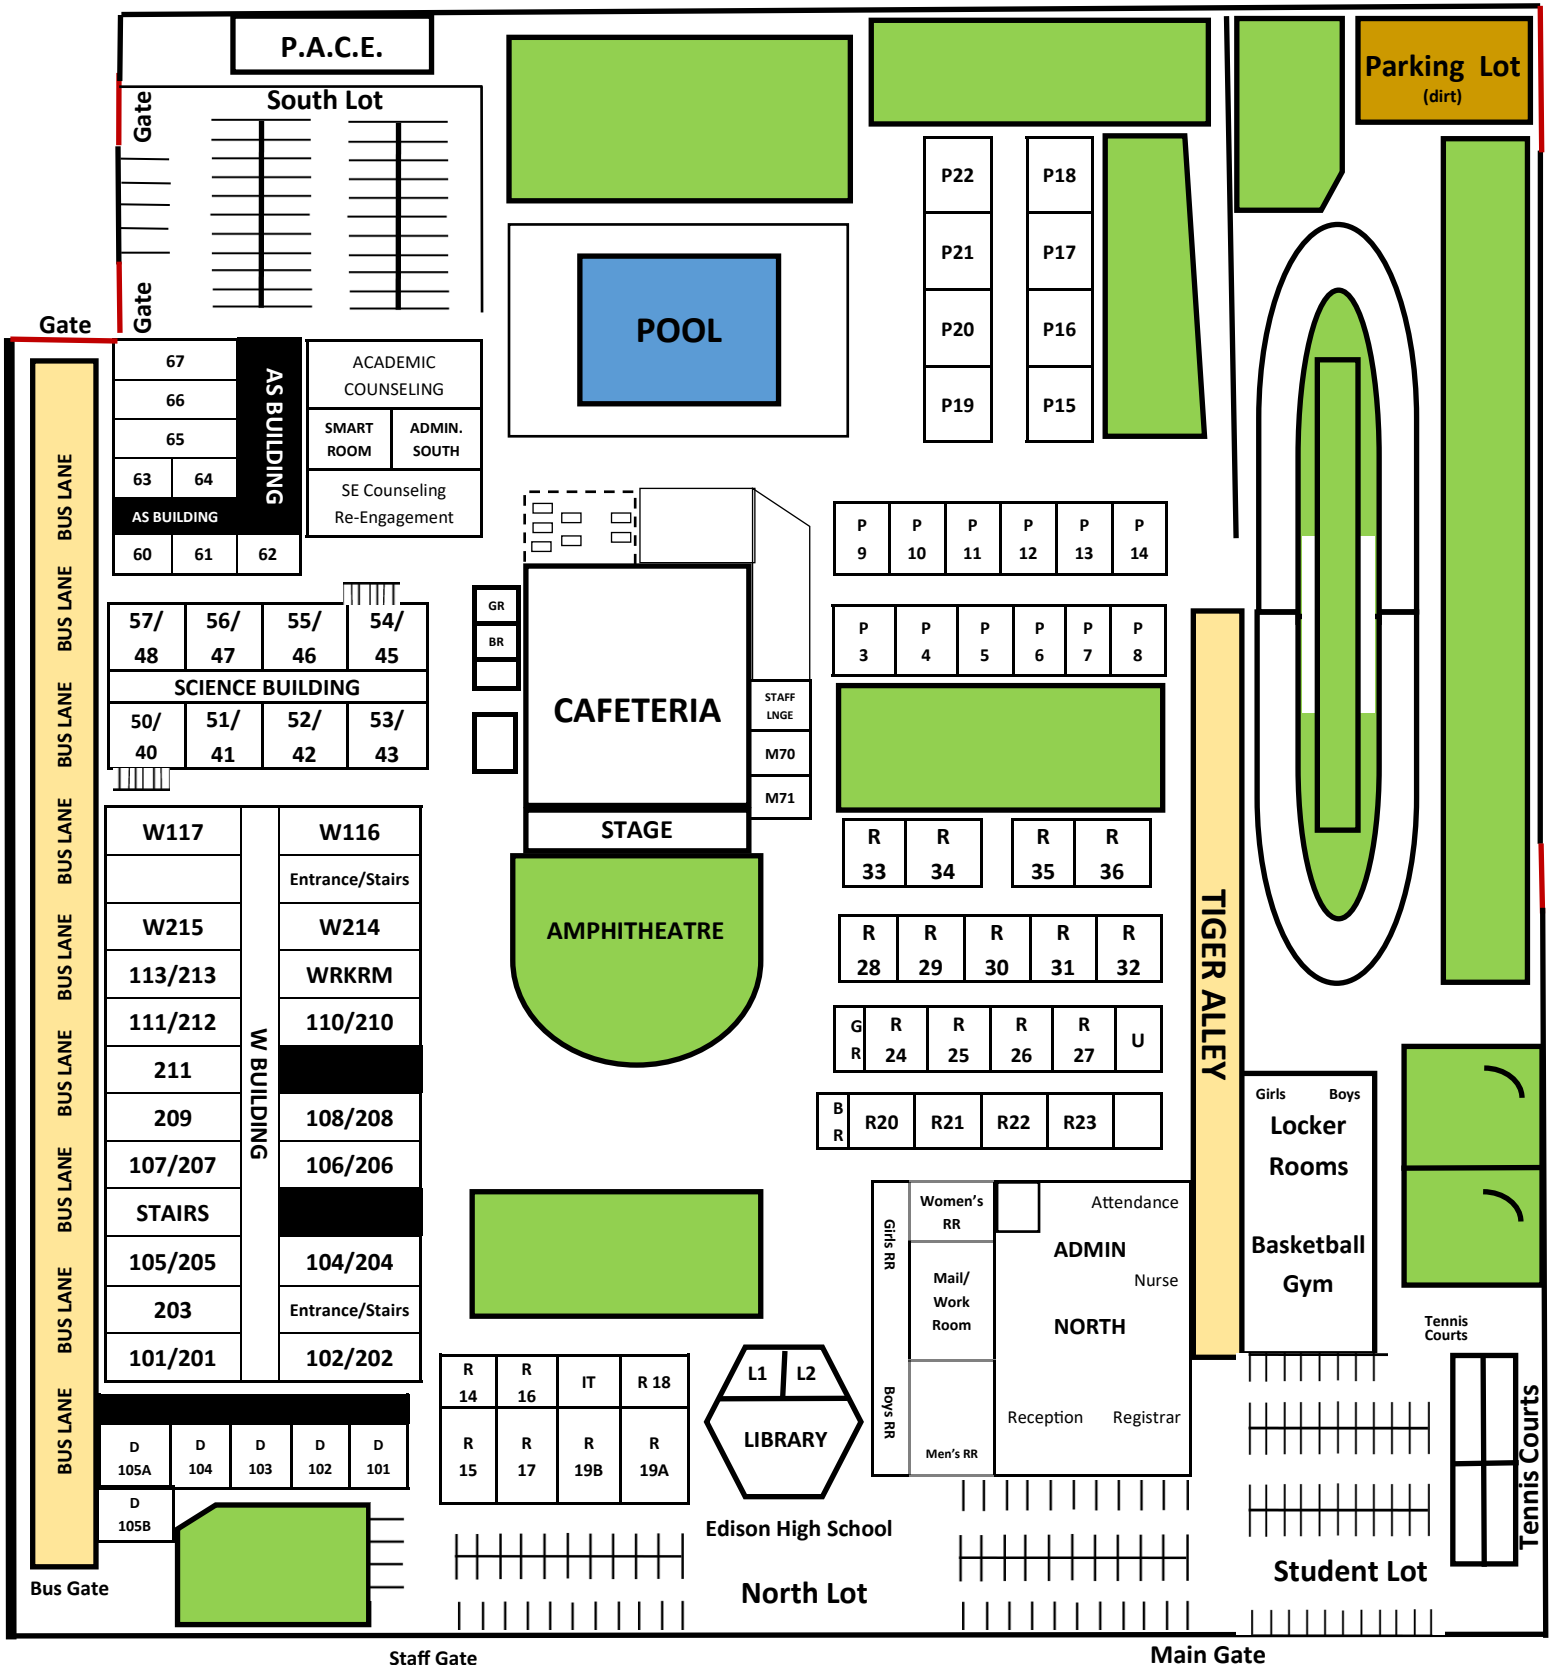 P.A.C.E.
South Lot
Gate
Gate
Gate
Parking Lot
(dirt)
P22
P21
P20
P19
P18
P17
P16
P15
POOL
67
66
65
63
64
AS BUILDING
AS BUILDING
60
61
62
ACADEMIC
COUNSELING
SMART
ROOM
ADMIN.
SOUTH
SE Counseling
Re-Engagement
P
9
P
10
P
11
P
12
P
13
P
14
P
3
P
4
P
5
P
6
P
7
P
8
57/
48
56/
47
55/
46
54/
45
SCIENCE BUILDING
50/
40
51/
41
52/
42
53/
43
GR
BR
CAFETERIA
STAFF
LNGE
M70
M71
STAGE
AMPHITHEATRE
BUS LANE
BUS LANE
BUS LANE
BUS LANE
BUS LANE
BUS LANE
BUS LANE
BUS LANE
BUS LANE
W117
W116
Entrance/Stairs
W215
W214
113/213
WRKRM
111/212
110/210
211
209
108/208
107/207
106/206
STAIRS
105/205
104/204
203
Entrance/Stairs
101/201
102/202
W BUILDING
R
33
R
34
R
35
R
36
R
28
R
29
R
30
R
31
R
32
G
R
R
24
R
25
R
26
R
27
U
B
R
R20
R21
R22
R23
TIGER ALLEY
Girls
Boys
Locker
Rooms
Basketball
Gym
Girls RR
Boys RR
Women's
RR
Mail/
Work
Room
Men's RR
Attendance
ADMIN
Nurse
NORTH
Reception
Registrar
Tennis
Courts
Tennis Courts
D
105A
D
104
D
103
D
102
D
101
D
105B
R
14
R
16
IT
R 18
R
15
R
17
R
19B
R
19A
L1
L2
LIBRARY
Edison High School
North Lot
Student Lot
Bus Gate
Staff Gate
Main Gate